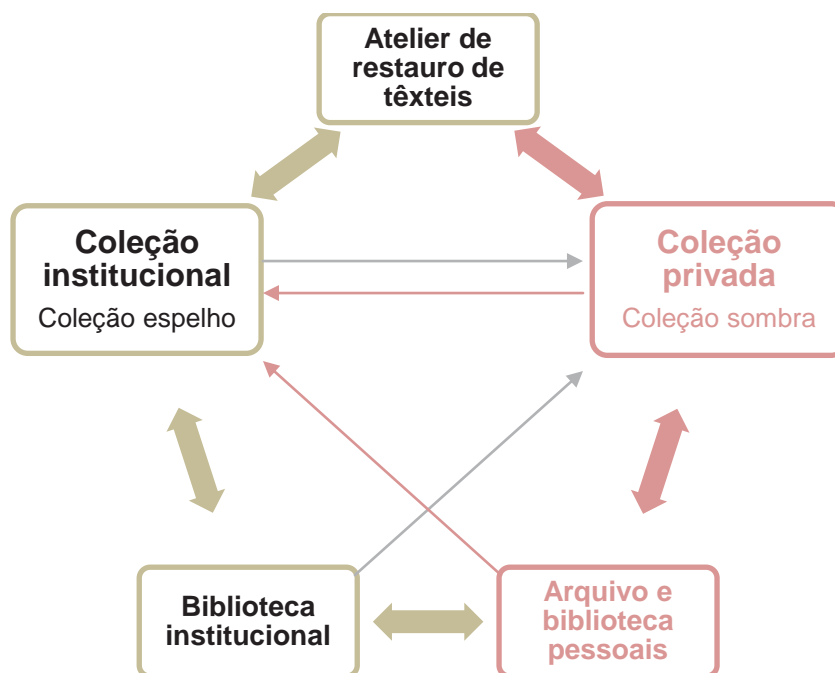 Atelier de
restauro de
têxteis
Coleção
institucional
Coleção espelho
Coleção
privada
Coleção sombra
Biblioteca
institucional
Arquivo e
biblioteca
pessoais